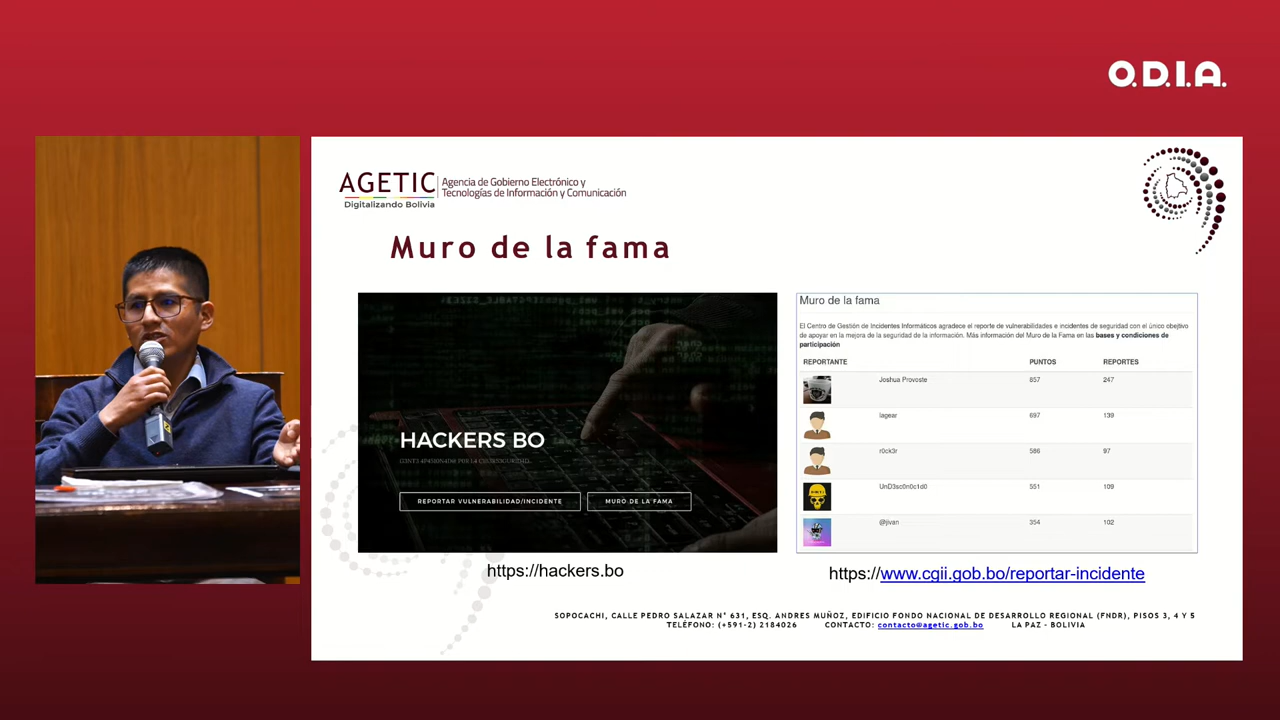 O.D.I.A.
AGETIC
Digitalizando Bolivia
Agencia de Gobierno Electrónico y
Tecnologías de Información y Comunicación
Muro de la fama
HACKERS BO
REPORTAR VULNERABILIDAD/INCIDENTE
MURO DE LA FAMA
https://hackers.bo
Muro de la fama
El Centro de Gestión de Incidentes Informáticos agradece el reporte de vulnerabilidades e incidentes de seguridad con el único obejtivo
de apoyar en la mejora de la seguridad de la información. Más información del Muro de la Fama en las bases y condiciones de
participación
REPORTANTE PUNTOS REPORTES
Joshua Provoste 857 247
lagear 697 139
r0ck3r 586 97
UnD3sc0n0c1d0 551 109
@jivan 354 102
https://www.cgii.gob.bo/reportar-incidente
SOPOCACHI, CALLE PEDRO SALAZAR N° 631, ESQ. ANDRES MUÑOZ, EDIFICIO FONDO NACIONAL DE DESARROLLO REGIONAL (FNDR), PISOS 3, 4 Y 5
TELÉFONO: (+591-2) 2184026 CONTACTO: contacto@agetic.gob.bo LA PAZ - BOLIVIA